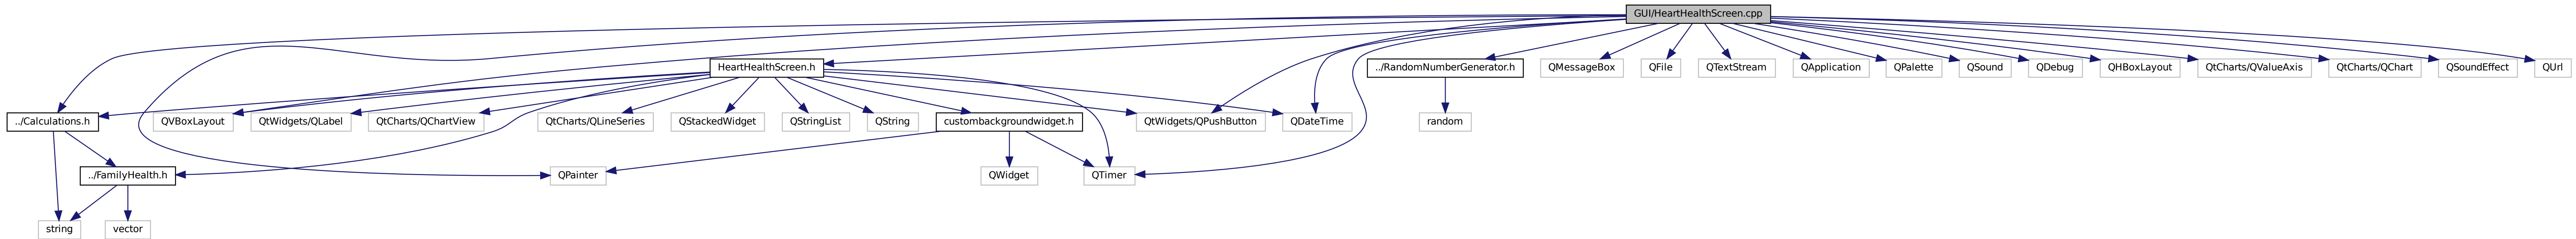 GUI/HeartHealthScreen.cpp
HeartHealthScreen.h
../RandomNumberGenerator.h
QMessageBox
QFile
QTextStream
QApplication
QPalette
QSound
QDebug
QHBoxLayout
QtCharts/QValueAxis
QtCharts/QChart
QSoundEffect
QUrl
../Calculations.h
QVBoxLayout
QtWidgets/QLabel
QtCharts/QChartView
QtCharts/QLineSeries
QStackedWidget
QStringList
QString
custombackgroundwidget.h
QtWidgets/QPushButton
QDateTime
random
../FamilyHealth.h
QPainter
QWidget
QTimer
string
vector